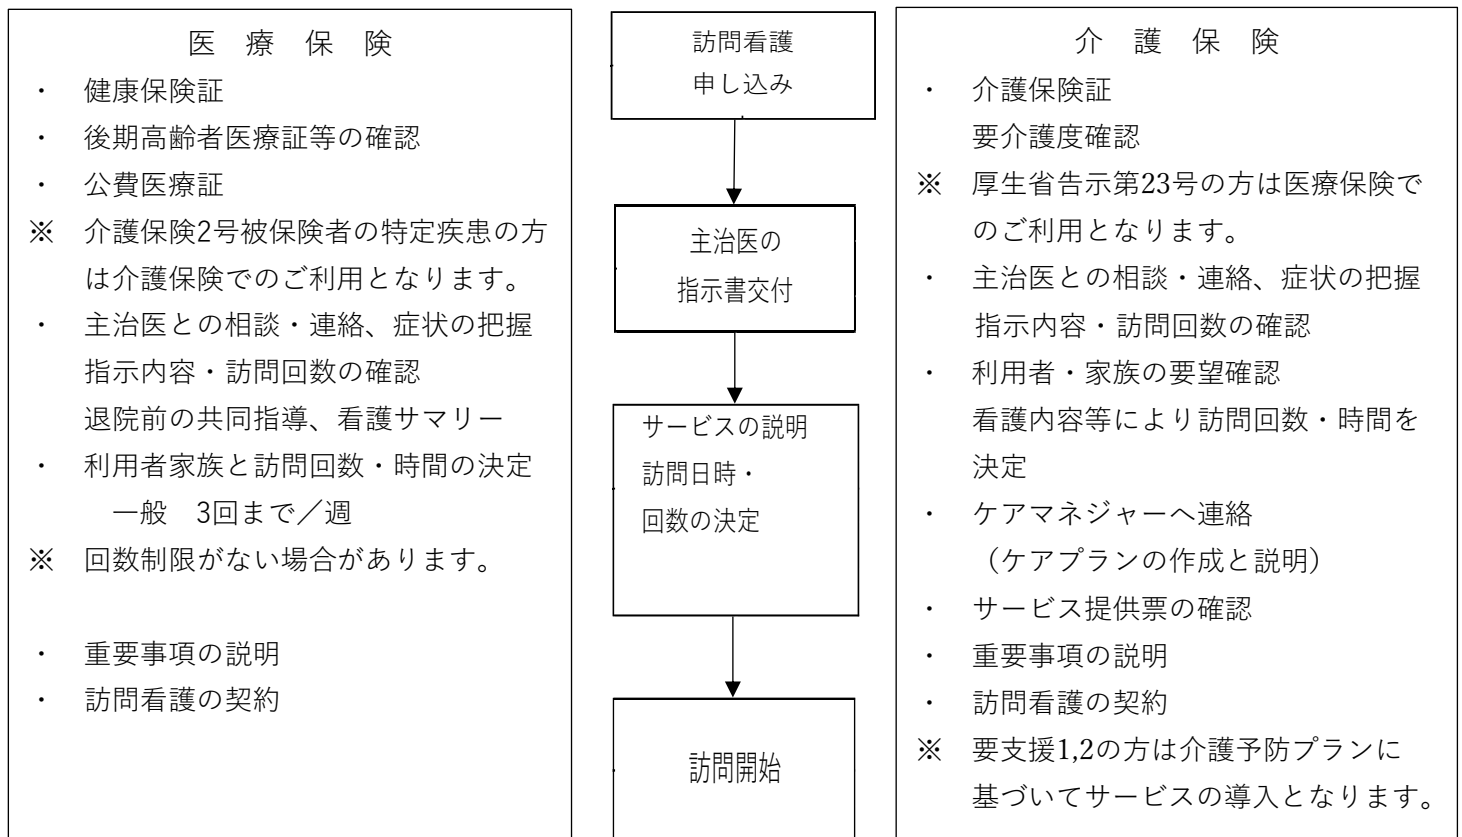 医 療 保 険
・ 健康保険証
・ 後期高齢者医療証等の確認
・ 公費医療証
※ 介護保険2号被保険者の特定疾患の方
は介護保険でのご利用となります。
・ 主治医との相談・連絡、症状の把握
指示内容・訪問回数の確認
退院前の共同指導、看護サマリー
・ 利用者家族と訪問回数・時間の決定
一般 3回まで／週
※ 回数制限がない場合があります。
・ 重要事項の説明
・ 訪問看護の契約
訪問看護
申し込み
主治医の
指示書交付
サービスの説明
訪問日時・
回数の決定
訪問開始
介 護 保 険
・ 介護保険証
要介護度確認
※ 厚生省告示第23号の方は医療保険で
のご利用となります。
・ 主治医との相談・連絡、症状の把握
指示内容・訪問回数の確認
・ 利用者・家族の要望確認
看護内容等により訪問回数・時間を
決定
・ ケアマネジャーへ連絡
（ケアプランの作成と説明）
・ サービス提供票の確認
・ 重要事項の説明
・ 訪問看護の契約
※ 要支援1,2の方は介護予防プランに
基づいてサービスの導入となります。